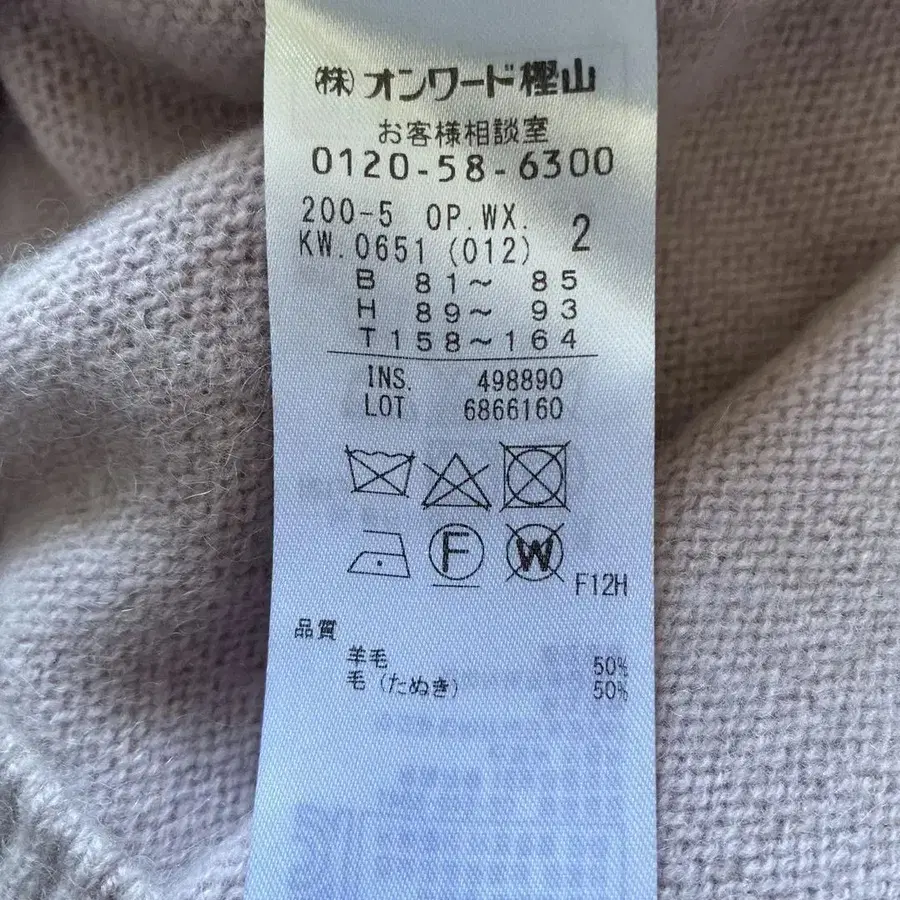 (株)オンワード樫山
お客様相談室
0120-58-6300
200-5 OP.WX. 2
KW.0651 (012)
B 81～ 85
H 89～ 93
T158～164
INS. 498890
LOT 6866160
F
W
F12H
品質
羊毛 50%
毛(たぬき) 50%